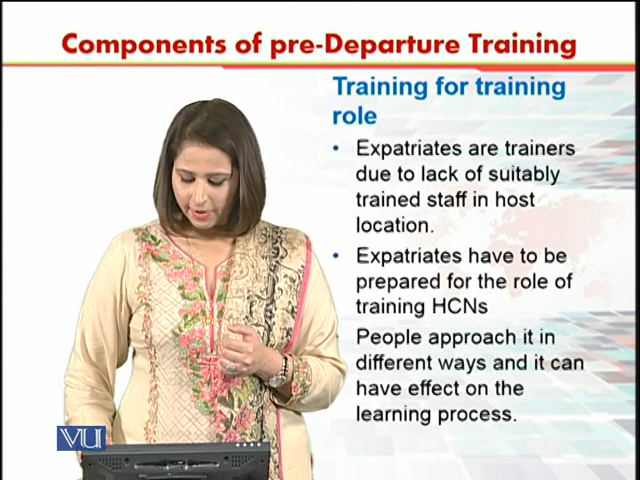 Components of pre-Departure Training
Training for training
role
• Expatriates are trainers
due to lack of suitably
trained staff in host
location.
• Expatriates have to be
prepared for the role of
training HCNs
People approach it in
different ways and it can
have effect on the
learning process.
VU